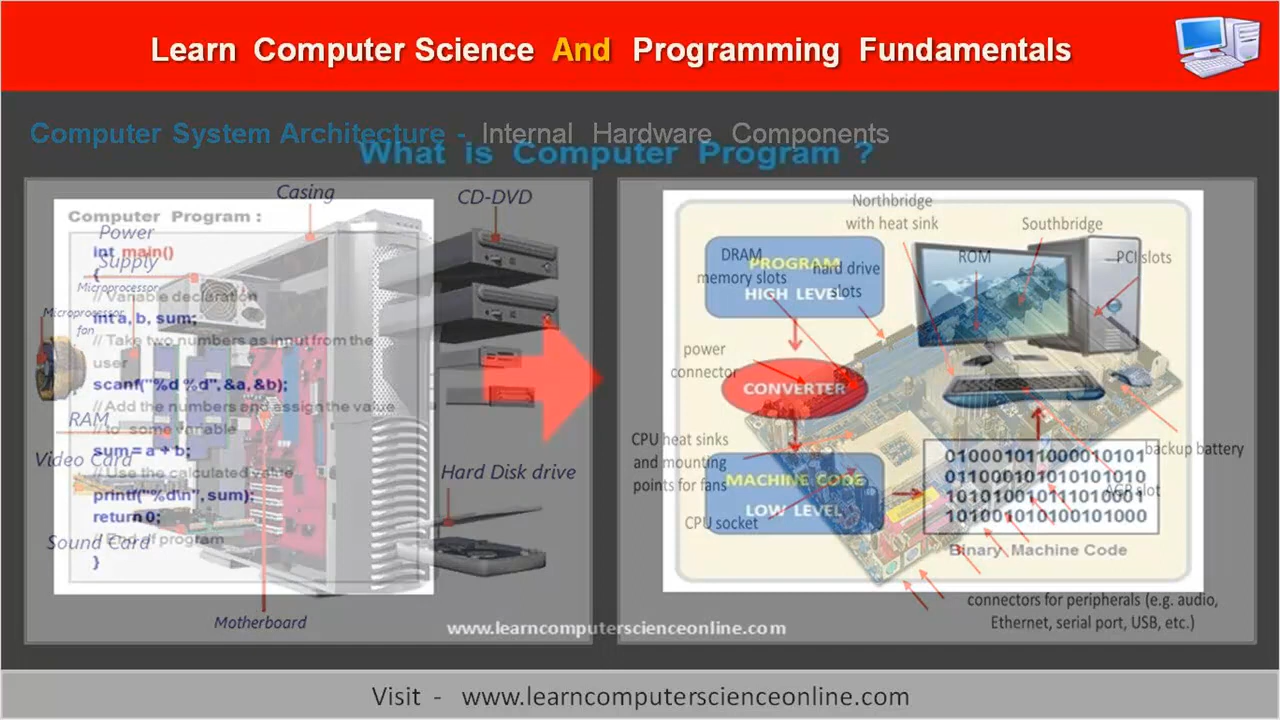 Learn Computer Science And Programming Fundamentals
Computer System Architecture - Internal Hardware Components
What is Computer Program ?
Casing
CD-DVD
Computer Program :
Power
Supply
int main()
{
Microprocessor
// Variable declaration
Microprocessor
fan
int a, b, sum;
// Take two numbers as input from the
user
scanf("%d %d", &a, &b);
// Add the numbers and assign the value
to some variable
RAM
sum = a + b;
Video Card
// Use the calculated value
printf("%d\n", sum);
return 0;
Sound Card
// End of program
}
Motherboard
Hard Disk drive
Northbridge
with heat sink
Southbridge
DRAM
memory slots
hard drive
slots
ROM
PCI slots
PROGRAM
HIGH LEVEL
power
connector
CONVERTER
CPU heat sinks
and mounting
points for fans
MACHINE CODE
LOW LEVEL
CPU socket
backup battery
AGP slot
010001011000010101
011000101010101010
101010010111010001
101001010100101000
Binary Machine Code
connectors for peripherals (e.g. audio,
Ethernet, serial port, USB, etc.)
www.learncomputerscienceonline.com
Visit - www.learncomputerscienceonline.com